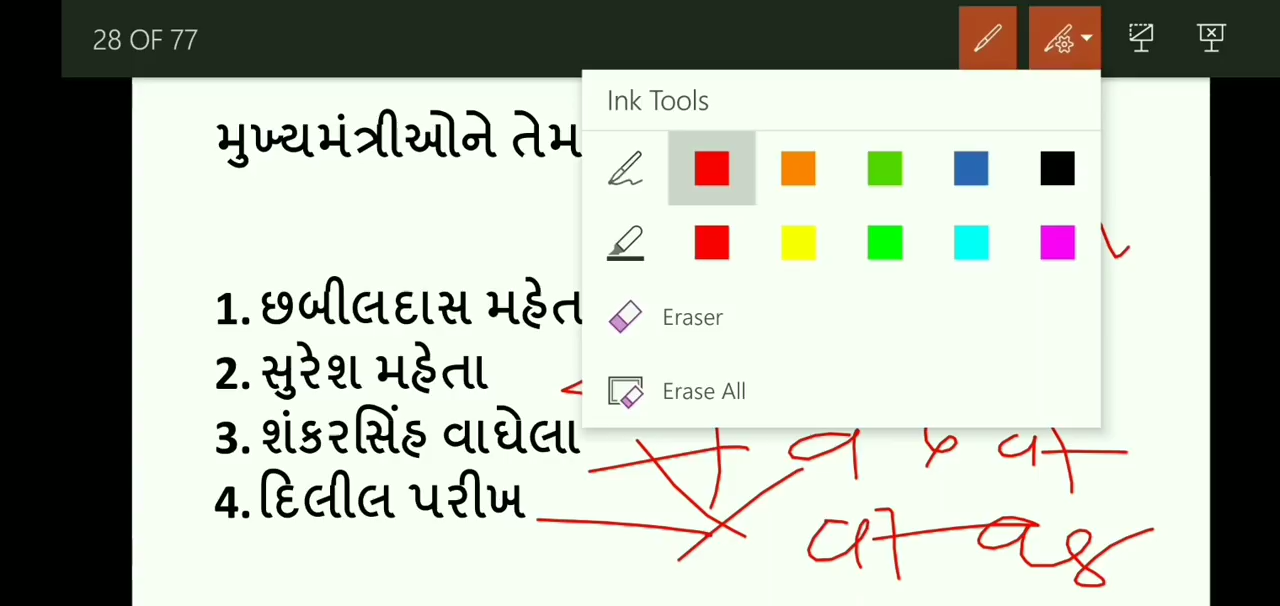 28 OF 77
Ink Tools
મુખ્યમંત્રીઓને તેમ
1. છબીલદાસ મહેત
2. સુરેશ મહેતા
3. શંકરસિંહ વાઘેલા
4. દિલીલ પરીખ
Eraser
Erase All